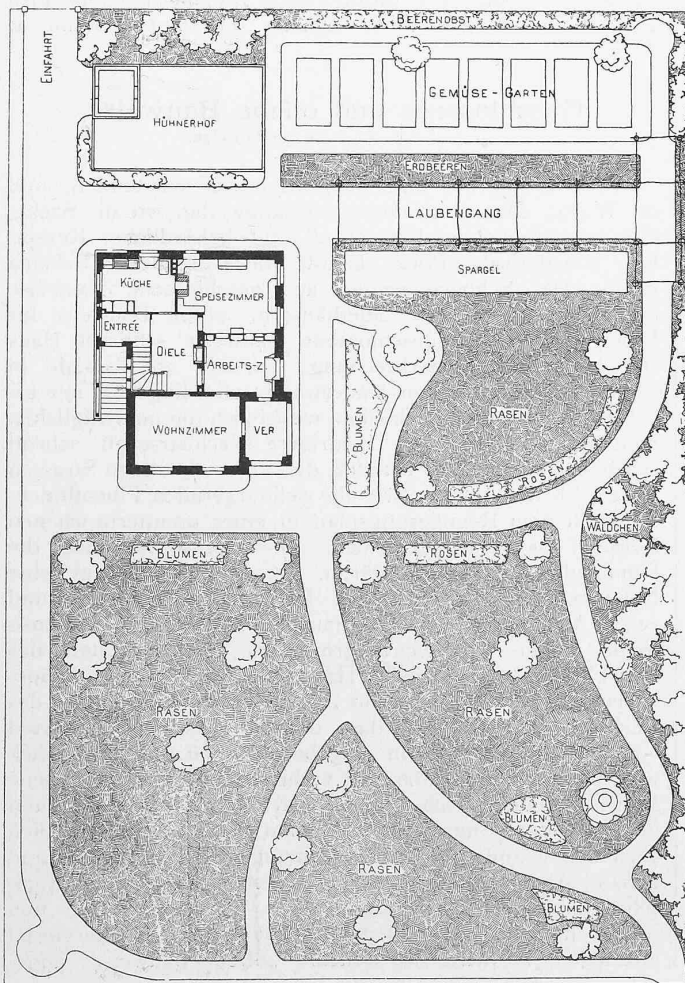 BEERENOBST
EINFAHRT
GEMÜSE-GARTEN
HÜHNERHOF
ERDBEEREN
LAUBENGANG
SPARGEL
KÜCHE
SPEISEZIMMER
ENTRÉE
DIELE
ARBEITS-Z.
WOHNZIMMER
VER
BLUMEN
RASEN
ROSEN
WÄLDCHEN
BLUMEN
ROSEN
RASEN
RASEN
BLUMEN
RASEN
BLUMEN